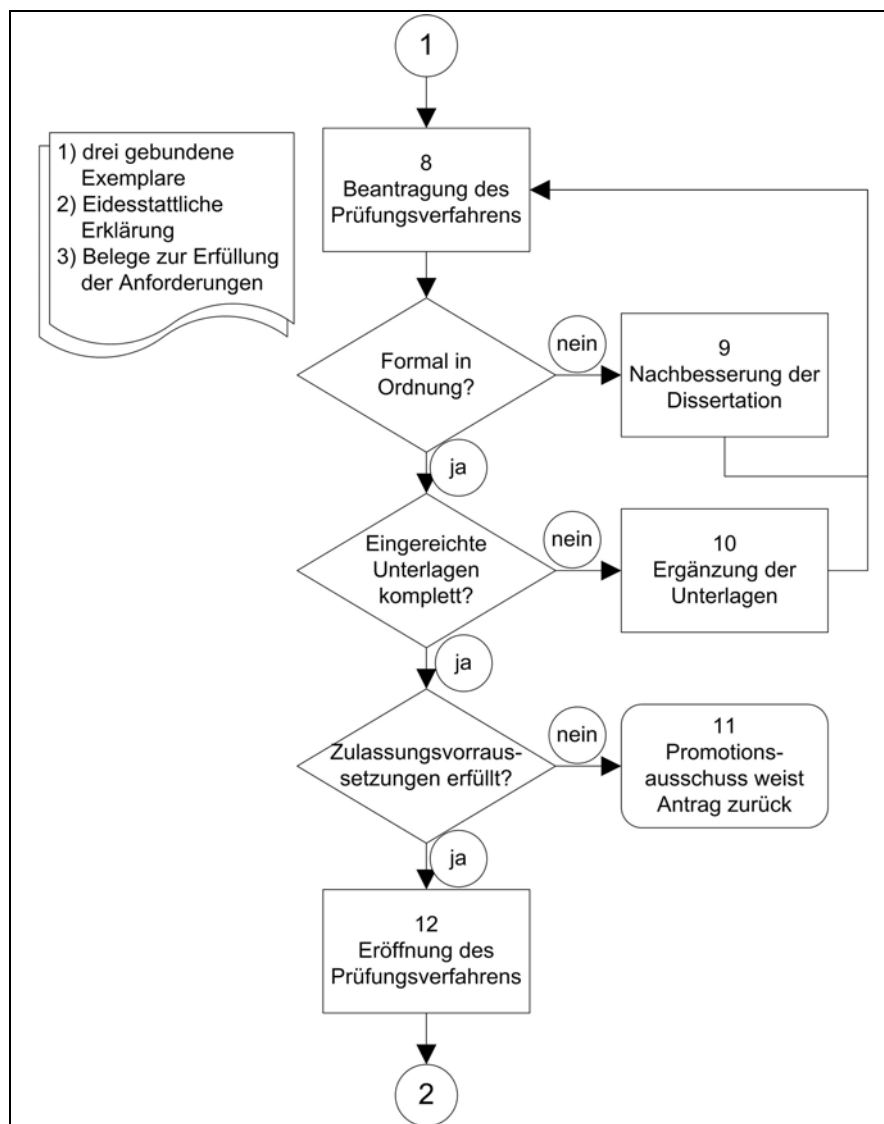 1
1) drei gebundene
Exemplare
2) Eidesstattliche
Erklärung
3) Belege zur Erfüllung
der Anforderungen
8
Beantragung des
Prüfungsverfahrens
Formal in
Ordnung?
nein
9
Nachbesserung der
Dissertation
ja
Eingereichte
Unterlagen
komplett?
nein
10
Ergänzung der
Unterlagen
ja
Zulassungsvorraus-
setzungen erfüllt?
nein
11
Promotions-
ausschuss weist
Antrag zurück
ja
12
Eröffnung des
Prüfungsverfahrens
2